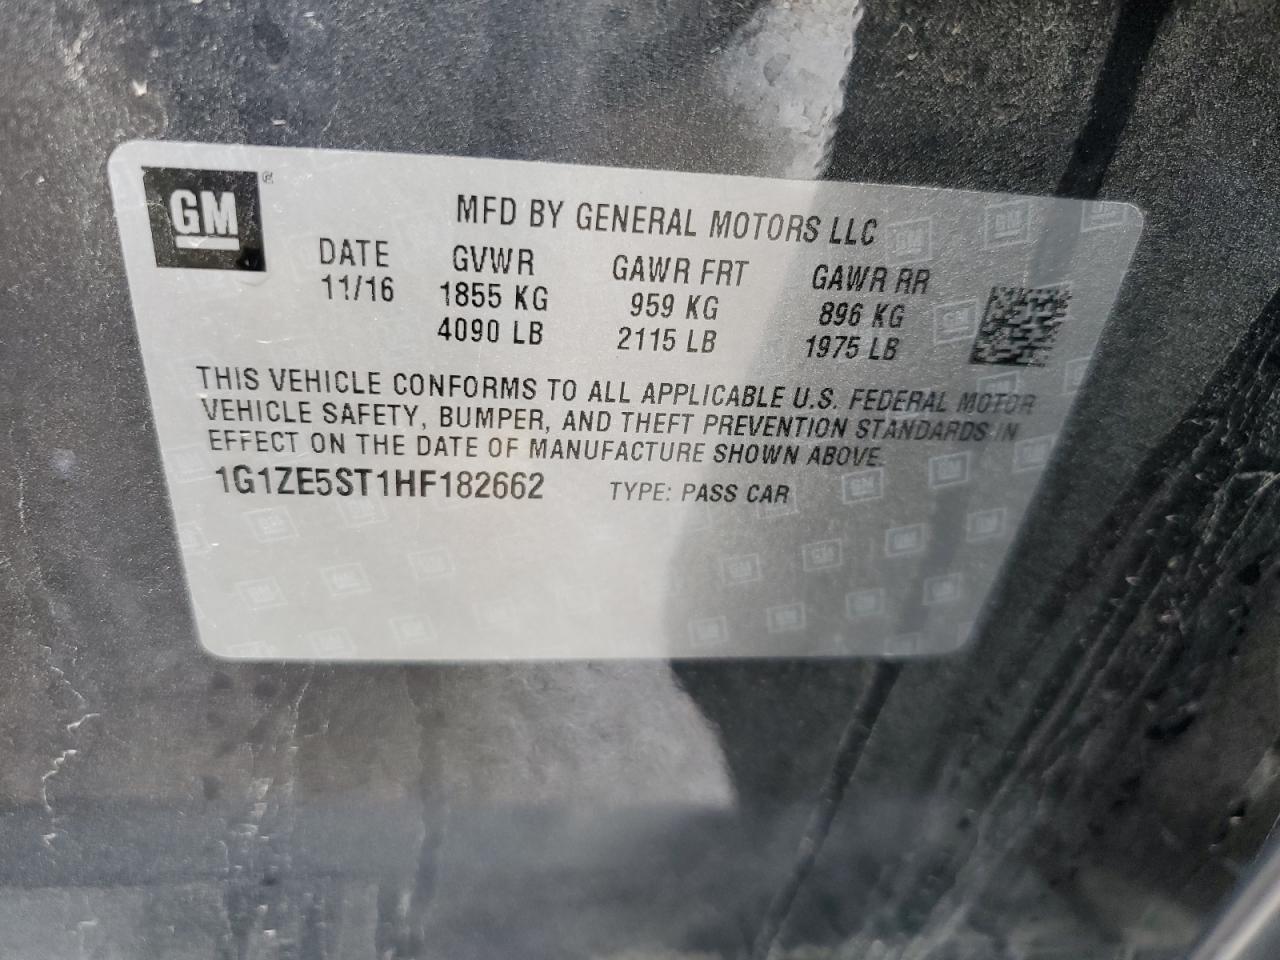 GM
MFD BY GENERAL MOTORS LLC
DATE GVWR GAWR FRT GAWR RR
11/16 1855 KG 959 KG 896 KG
4090 LB 2115 LB 1975 LB
THIS VEHICLE CONFORMS TO ALL APPLICABLE U.S. FEDERAL MOTOR
VEHICLE SAFETY, BUMPER, AND THEFT PREVENTION STANDARDS IN
EFFECT ON THE DATE OF MANUFACTURE SHOWN ABOVE.
1G1ZE5ST1HF182662 TYPE: PASS CAR